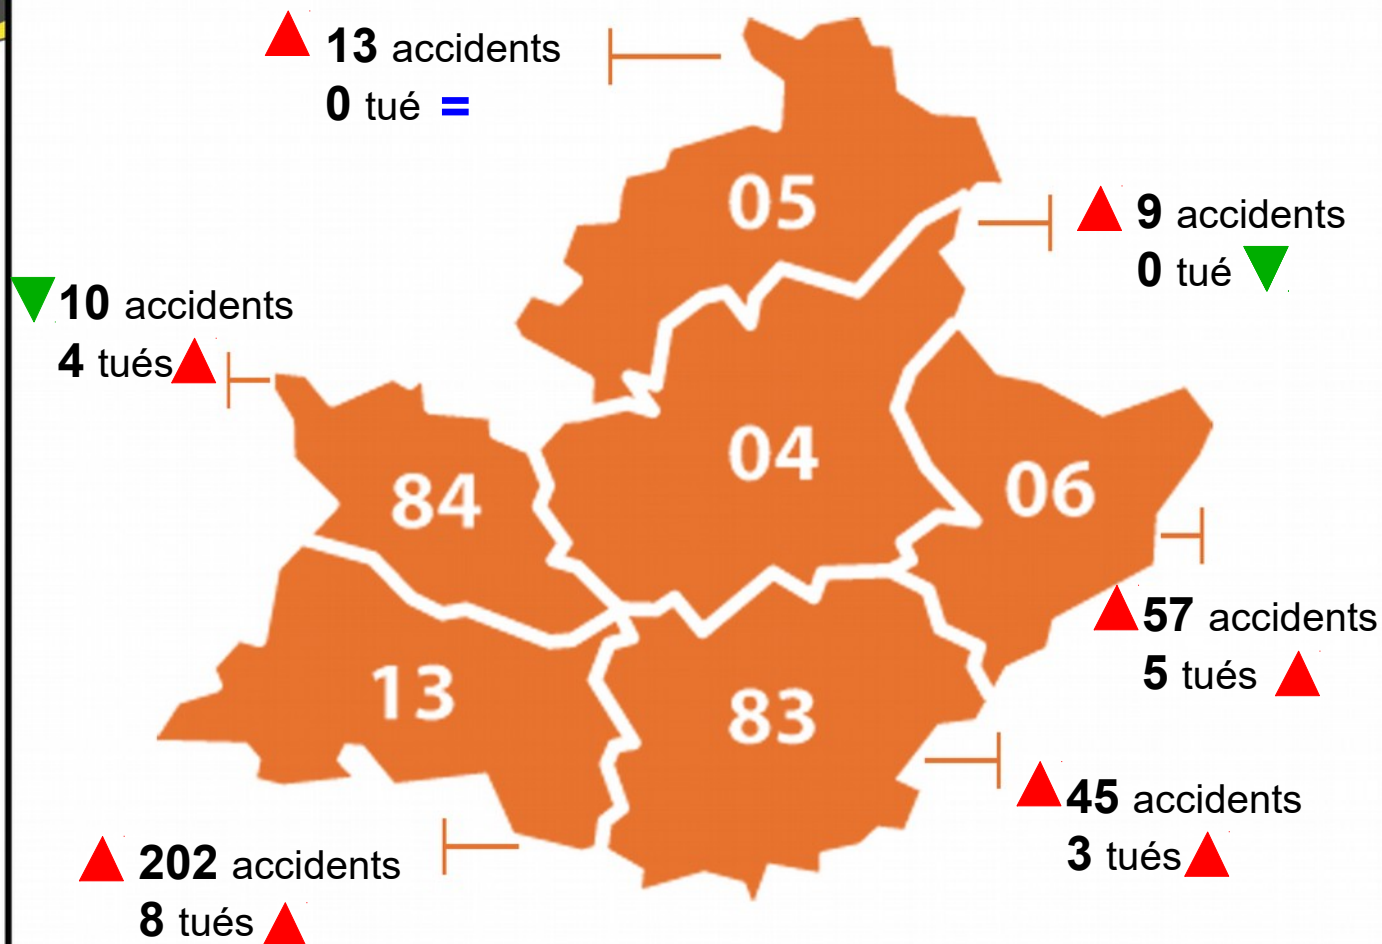 13 accidents
0 tué =
05
9 accidents
0 tué
10 accidents
4 tués
84
04
06
57 accidents
5 tués
13
83
45 accidents
3 tués
202 accidents
8 tués